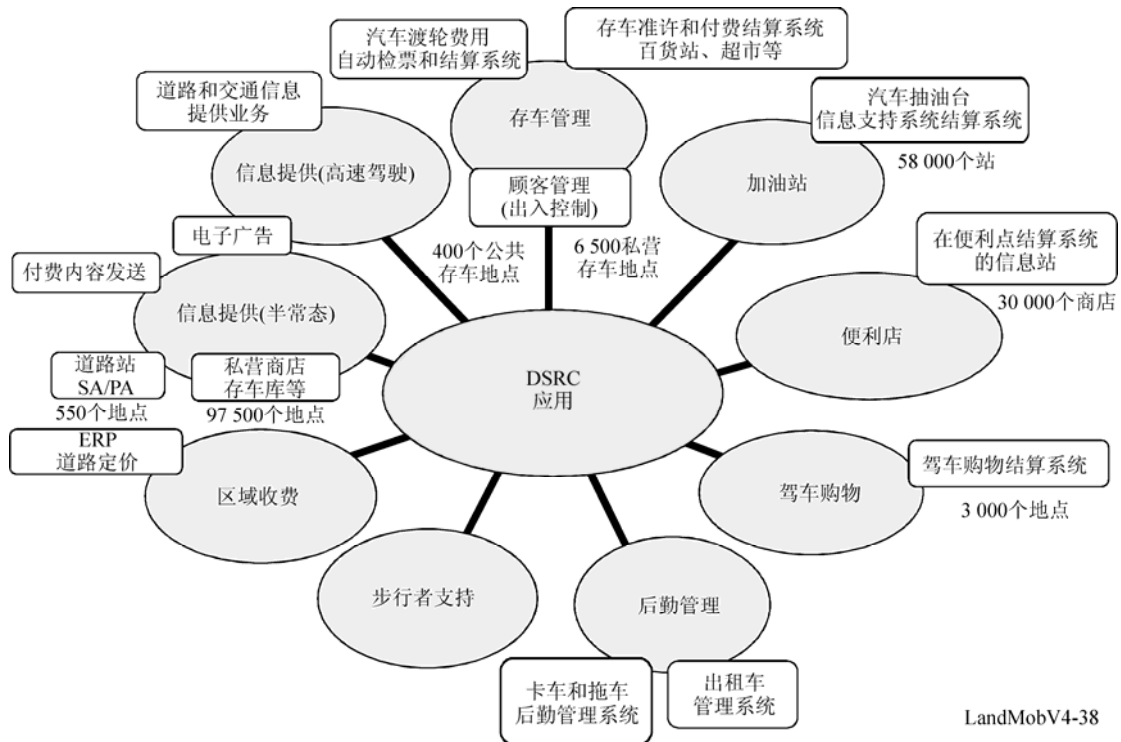 汽车渡轮费用
自动检票和结算系统
存车准许和付费结算系统
百货站、超市等
道路和交通信息
提供业务
存车管理
汽车抽油台
信息支持系统结算系统
58 000个站
信息提供(高速驾驶)
加油站
顾客管理
(出入控制)
电子广告
400个公共
存车地点
6 500私营
存车地点
在便利点结算系统
的信息站
30 000个商店
付费内容发送
信息提供(半常态)
便利店
道路站
SA/PA
550个地点
私营商店
存车库等
97 500个地点
DSRC
应用
ERP
道路定价
区域收费
驾车购物
驾车购物结算系统
3 000个地点
步行者支持
后勤管理
卡车和拖车
后勤管理系统
出租车
管理系统
LandMobV4-38